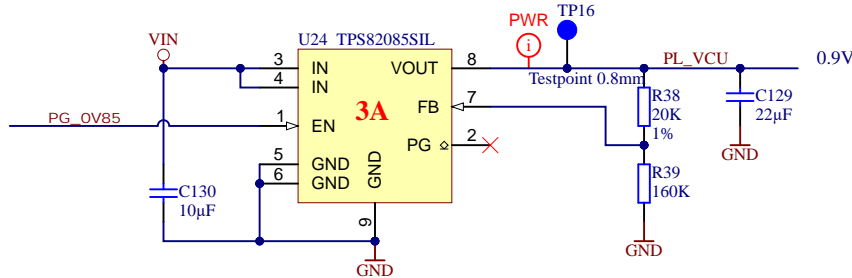 PWR
TP16
VIN
U24 TPS82085SIL
3 IN
4 IN
VOUT 8
PL_VCU
0.9V
Testpoint 0.8mm
3A
FB 7
PG_0V85
1 EN
PG 2
5 GND
6 GND
GND
9
R38
20K
1%
C129
22µF
GND
R39
160K
GND
C130
10µF
GND